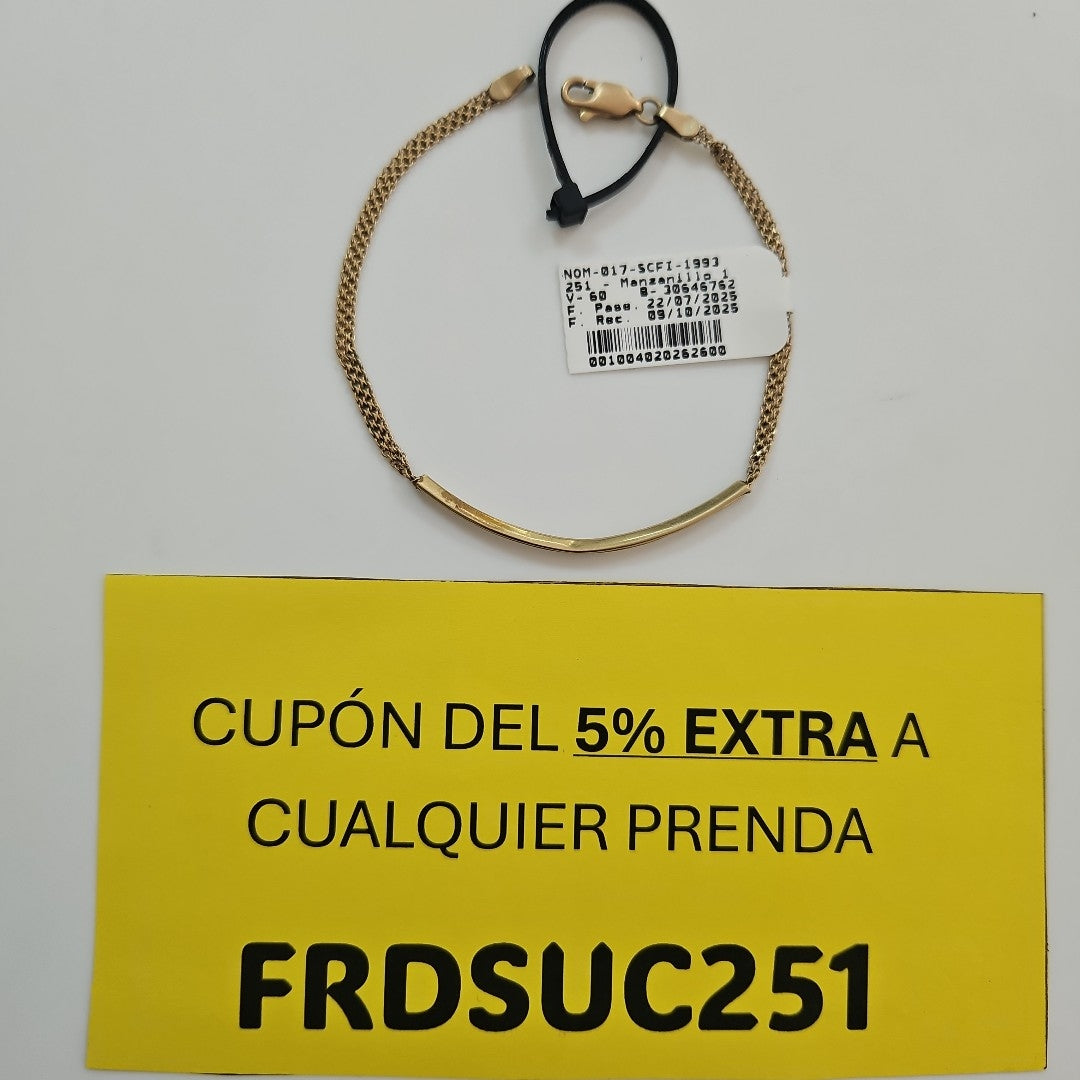 NOM-017-SCFI-1993
251 - Manzanillo 1
V- 60 B- 30646762
F. Pase. 22/07/2025
F. Rec. 09/10/2025
001004020262600
CUPÓN DEL 5% EXTRA A
CUALQUIER PRENDA
FRDSUC251